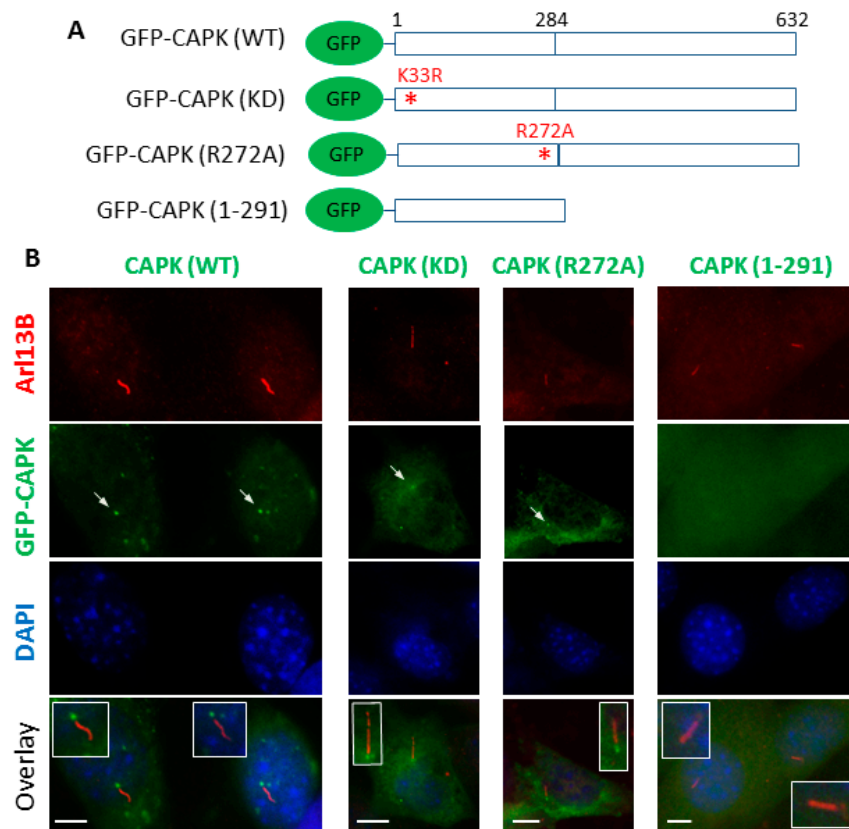 A
1 284 632
GFP-CAPK (WT) GFP
K33R
GFP-CAPK (KD) GFP *
R272A
GFP-CAPK (R272A) GFP *
GFP-CAPK (1-291) GFP
B
CAPK (WT) CAPK (KD) CAPK (R272A) CAPK (1-291)
Arl13B
GFP-CAPK
DAPI
Overlay